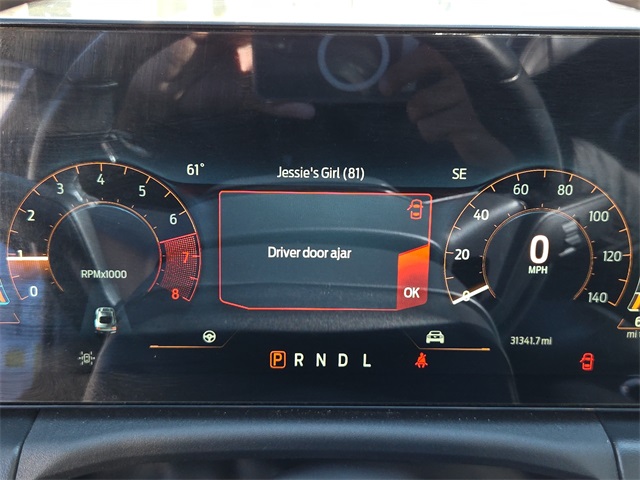 61° Jessie's Girl (81) SE
Driver door ajar
OK
0 1 2 3 4 5 6 7 8
RPMx1000
0 20 40 60 80 100 120 140
0
MPH
31341.7 mi
P R N D L